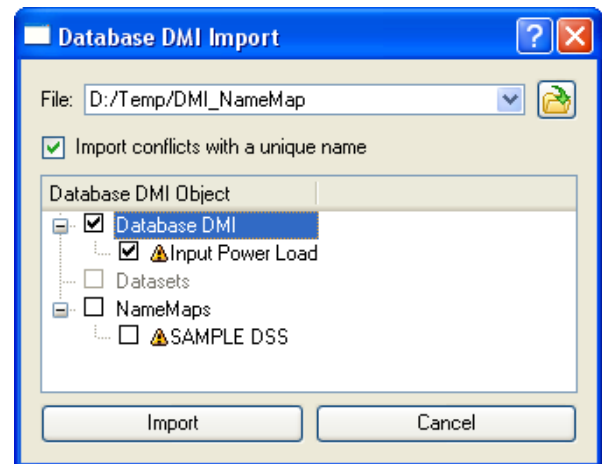 Database DMI Import
File: D:/Temp/DMI_NameMap
Import conflicts with a unique name
Database DMI Object
Database DMI
Input Power Load
Datasets
NameMaps
SAMPLE DSS
Import Cancel